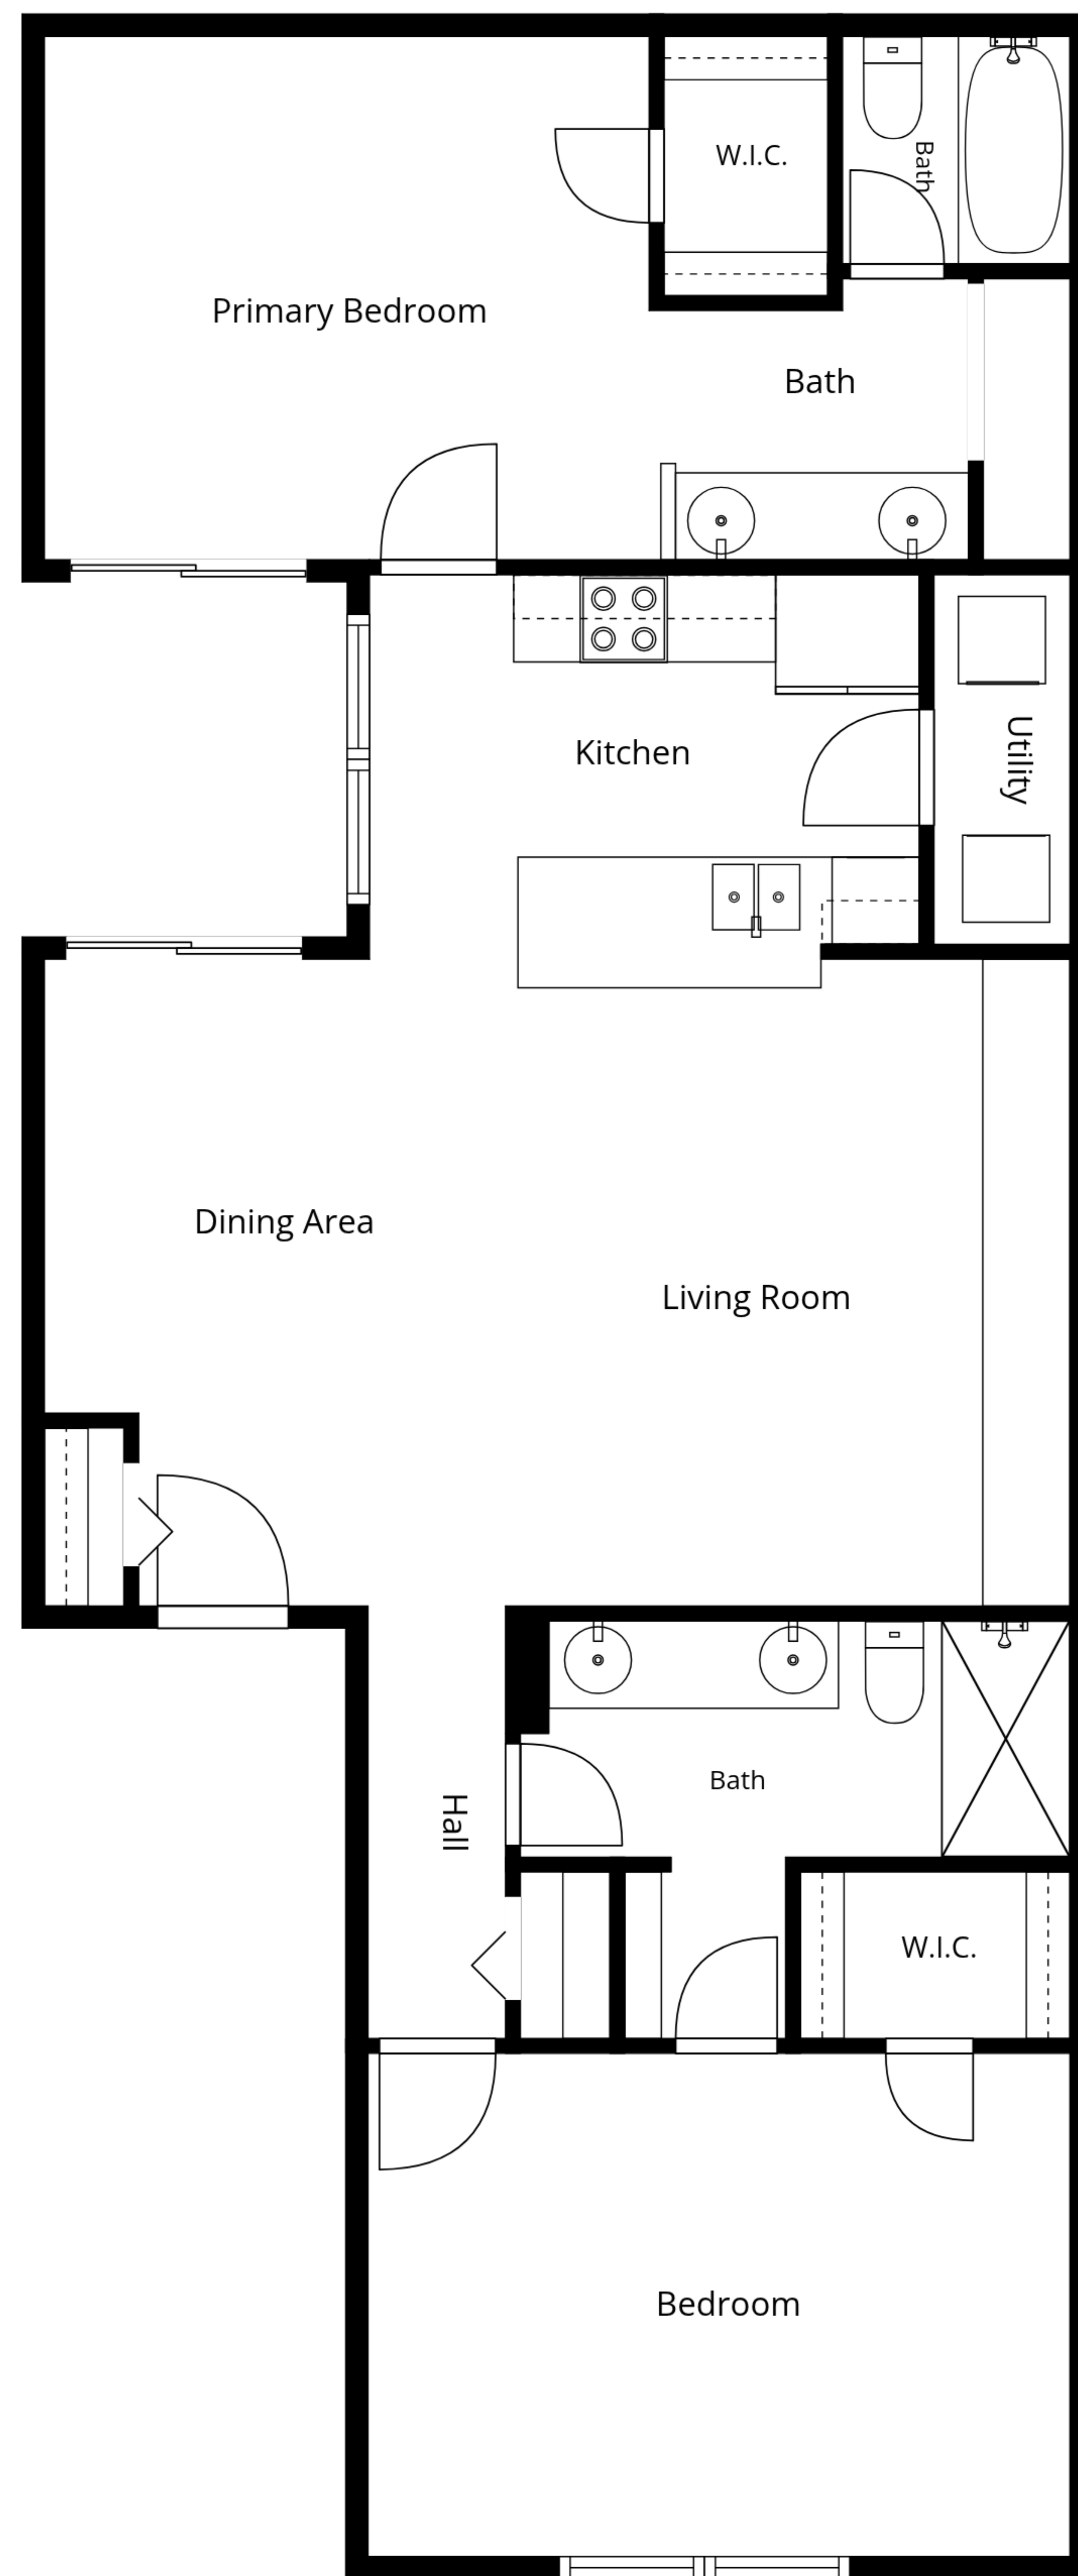 W.I.C.
Bath
Primary Bedroom
Bath
Kitchen
Utility
Dining Area
Living Room
Bath
Hall
W.I.C.
Bedroom